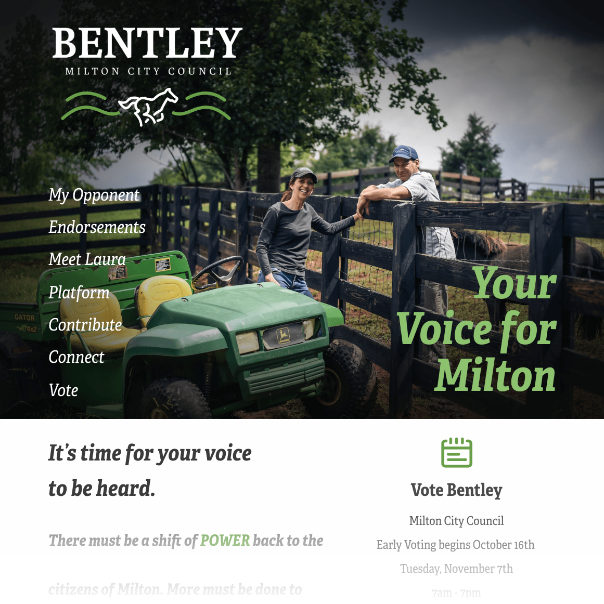 BENTLEY
MILTON CITY COUNCIL
My Opponent
Endorsements
Meet Laura
Platform
Contribute
Connect
Vote
GATOR
Your
Voice for
Milton
It's time for your voice
to be heard.
There must be a shift of POWER back to the
citizens of Milton. More must be done to
Vote Bentley
Milton City Council
Early Voting begins October 16th
Tuesday, November 7th
7am - 7pm